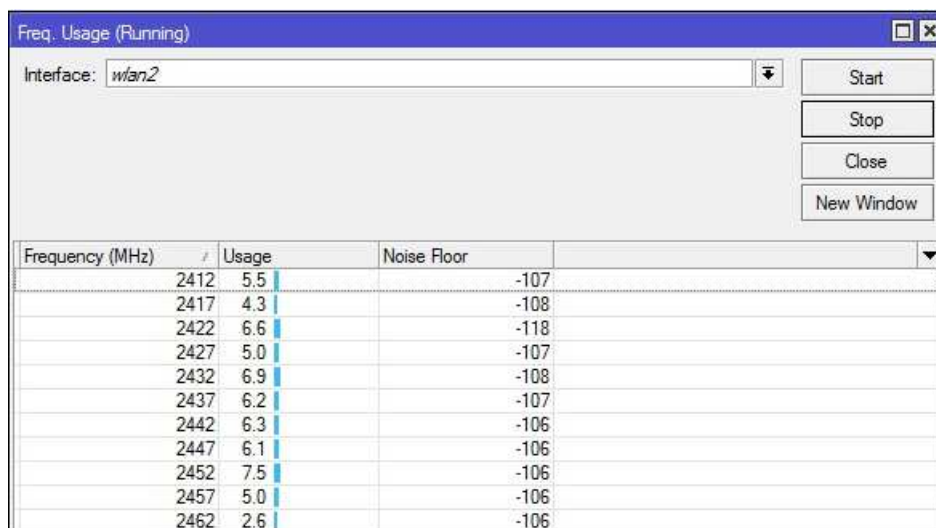 Freq. Usage (Running)
Interface: wlan2
Start
Stop
Close
New Window
Frequency (MHz) / Usage Noise Floor
2412 5.5 -107
2417 4.3 -108
2422 6.6 -118
2427 5.0 -107
2432 6.9 -108
2437 6.2 -107
2442 6.3 -106
2447 6.1 -106
2452 7.5 -106
2457 5.0 -106
2462 2.6 -106